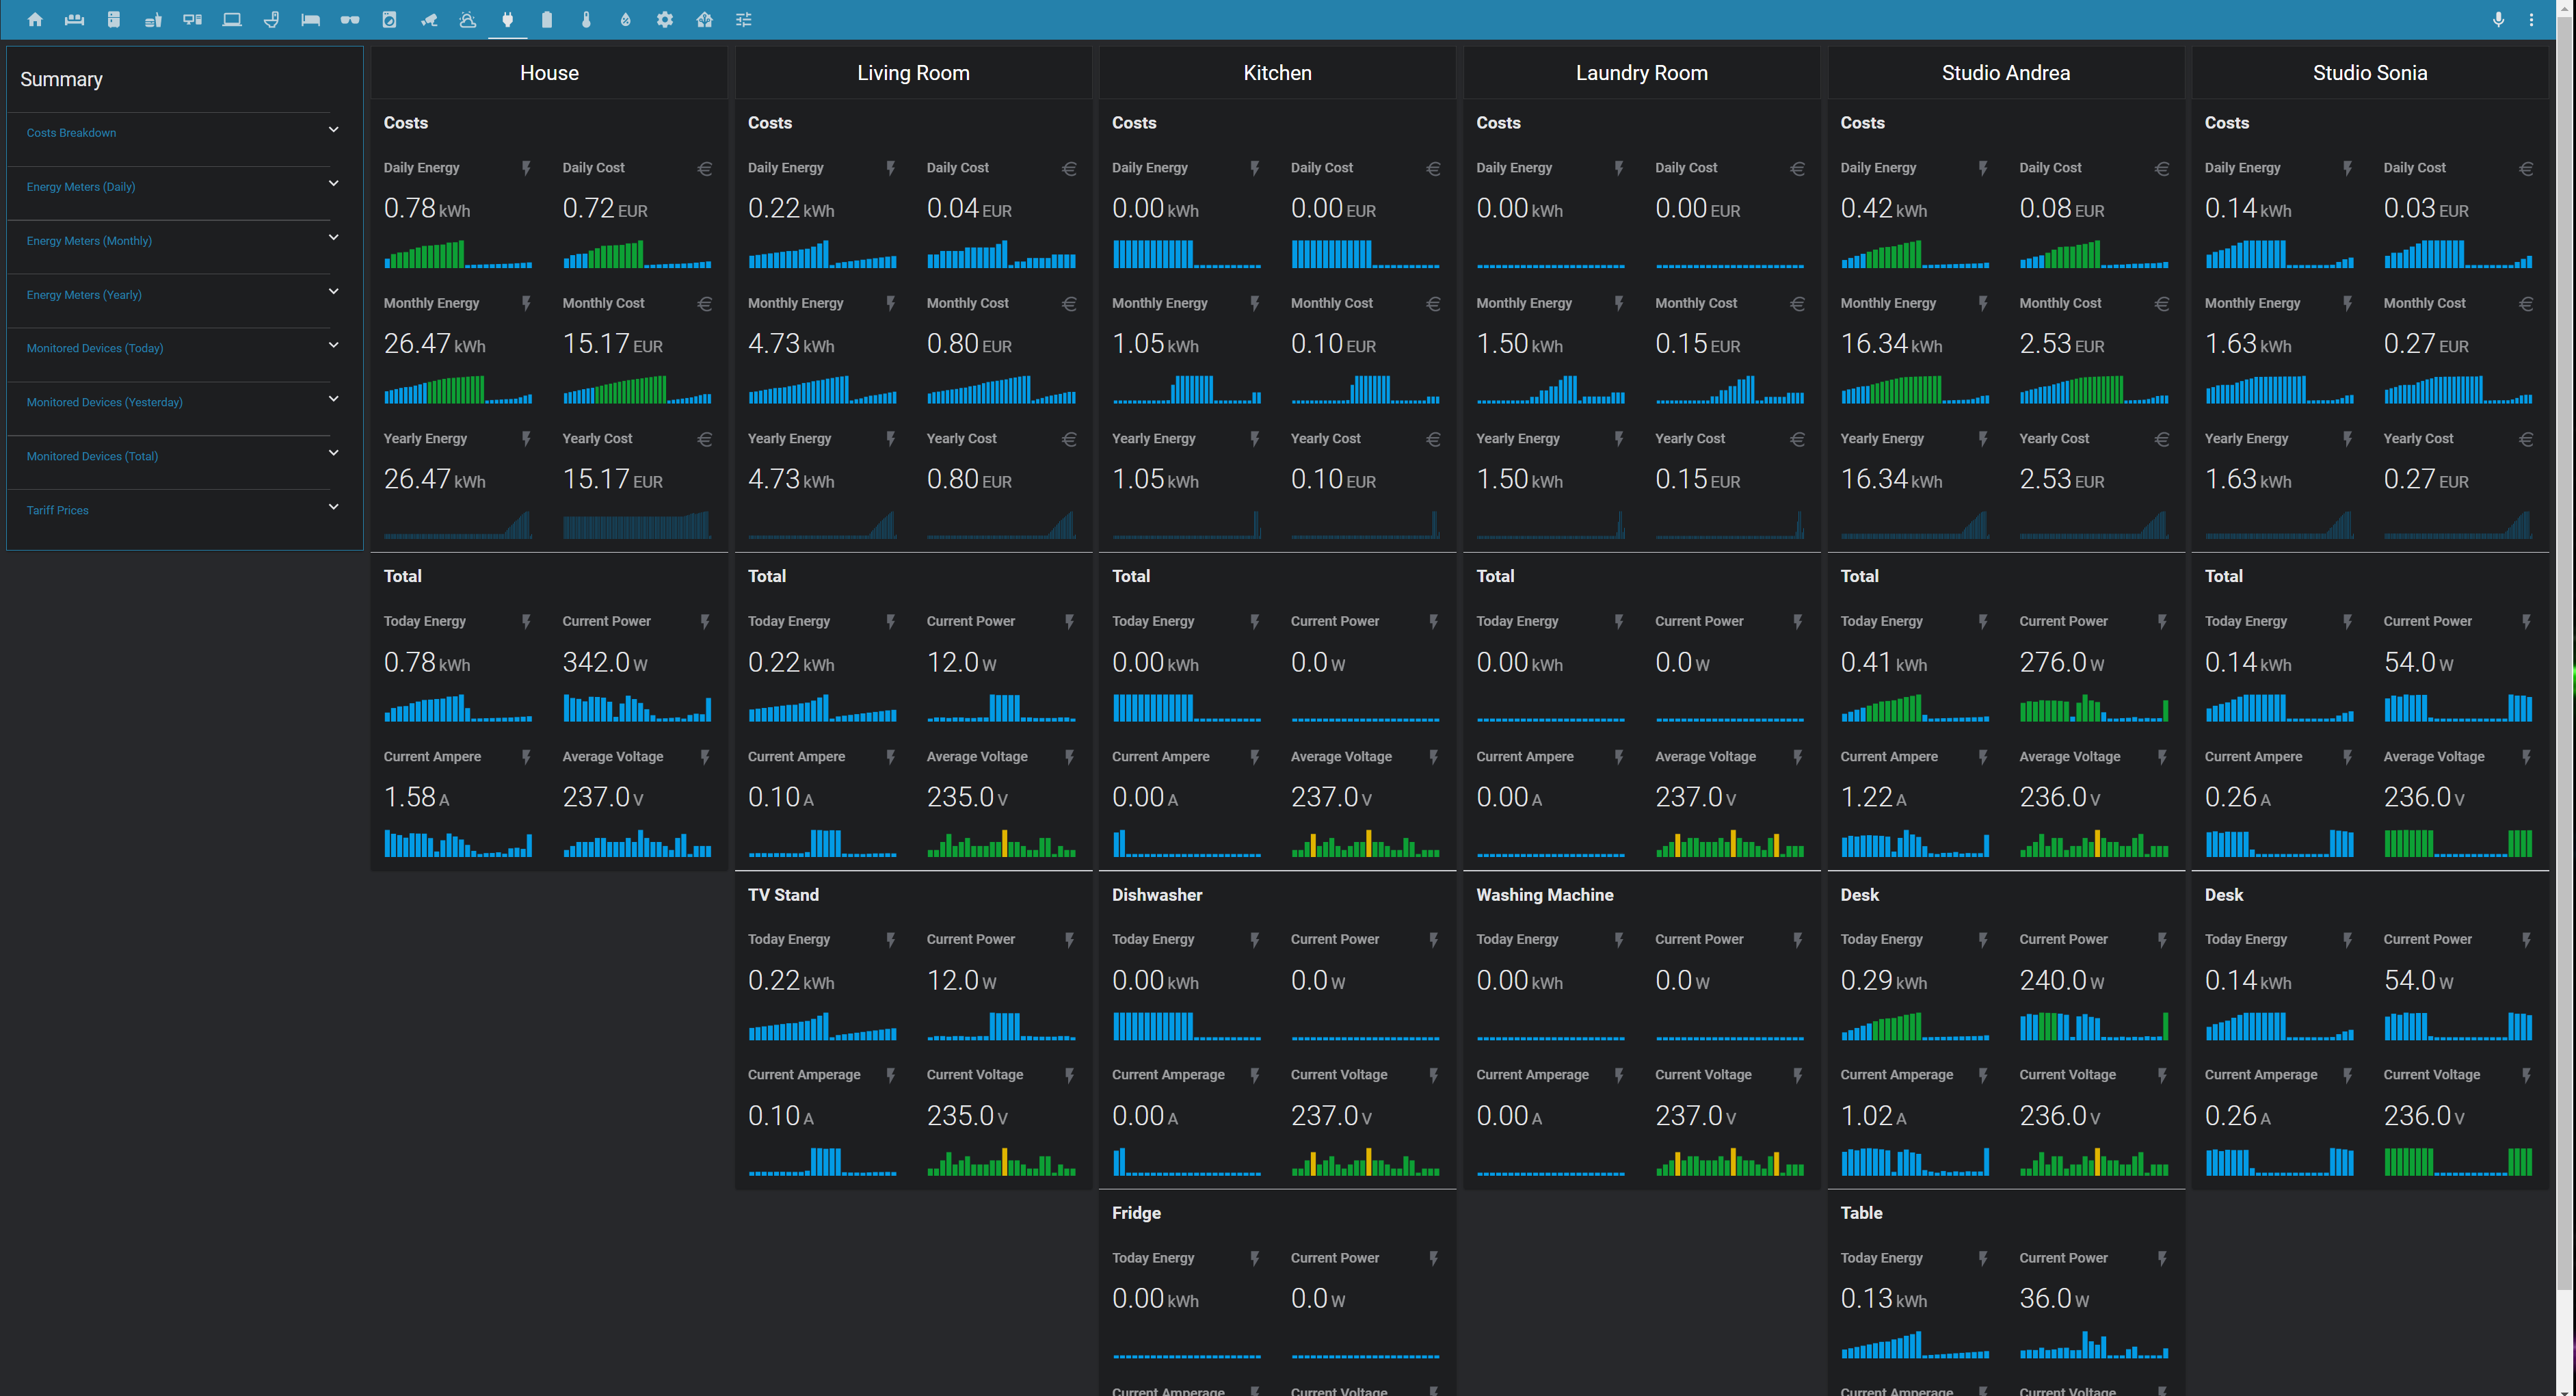 Summary
Costs Breakdown
Energy Meters (Daily)
Energy Meters (Monthly)
Energy Meters (Yearly)
Monitored Devices (Today)
Monitored Devices (Yesterday)
Monitored Devices (Total)
Tariff Prices
House
Costs
Daily Energy Daily Cost
0.78 kWh 0.72 EUR
Monthly Energy Monthly Cost
26.47 kWh 15.17 EUR
Yearly Energy Yearly Cost
26.47 kWh 15.17 EUR
Total
Today Energy Current Power
0.78 kWh 342.0 W
Current Ampere Average Voltage
1.58 A 237.0 V
Living Room
Costs
Daily Energy Daily Cost
0.22 kWh 0.04 EUR
Monthly Energy Monthly Cost
4.73 kWh 0.80 EUR
Yearly Energy Yearly Cost
4.73 kWh 0.80 EUR
Total
Today Energy Current Power
0.22 kWh 12.0 W
Current Ampere Average Voltage
0.10 A 235.0 V
TV Stand
Today Energy Current Power
0.22 kWh 12.0 W
Current Amperage Current Voltage
0.10 A 235.0 V
Kitchen
Costs
Daily Energy Daily Cost
0.00 kWh 0.00 EUR
Monthly Energy Monthly Cost
1.05 kWh 0.10 EUR
Yearly Energy Yearly Cost
1.05 kWh 0.10 EUR
Total
Today Energy Current Power
0.00 kWh 0.0 W
Current Ampere Average Voltage
0.00 A 237.0 V
Dishwasher
Today Energy Current Power
0.00 kWh 0.0 W
Current Amperage Current Voltage
0.00 A 237.0 V
Fridge
Today Energy Current Power
0.00 kWh 0.0 W
Current Amperage Current Voltage
Laundry Room
Costs
Daily Energy Daily Cost
0.00 kWh 0.00 EUR
Monthly Energy Monthly Cost
1.50 kWh 0.15 EUR
Yearly Energy Yearly Cost
1.50 kWh 0.15 EUR
Total
Today Energy Current Power
0.00 kWh 0.0 W
Current Ampere Average Voltage
0.00 A 237.0 V
Washing Machine
Today Energy Current Power
0.00 kWh 0.0 W
Current Amperage Current Voltage
0.00 A 237.0 V
Studio Andrea
Costs
Daily Energy Daily Cost
0.42 kWh 0.08 EUR
Monthly Energy Monthly Cost
16.34 kWh 2.53 EUR
Yearly Energy Yearly Cost
16.34 kWh 2.53 EUR
Total
Today Energy Current Power
0.41 kWh 276.0 W
Current Ampere Average Voltage
1.22 A 236.0 V
Desk
Today Energy Current Power
0.29 kWh 240.0 W
Current Amperage Current Voltage
1.02 A 236.0 V
Table
Today Energy Current Power
0.13 kWh 36.0 W
Current Amperage Current Voltage
Studio Sonia
Costs
Daily Energy Daily Cost
0.14 kWh 0.03 EUR
Monthly Energy Monthly Cost
1.63 kWh 0.27 EUR
Yearly Energy Yearly Cost
1.63 kWh 0.27 EUR
Total
Today Energy Current Power
0.14 kWh 54.0 W
Current Ampere Average Voltage
0.26 A 236.0 V
Desk
Today Energy Current Power
0.14 kWh 54.0 W
Current Amperage Current Voltage
0.26 A 236.0 V